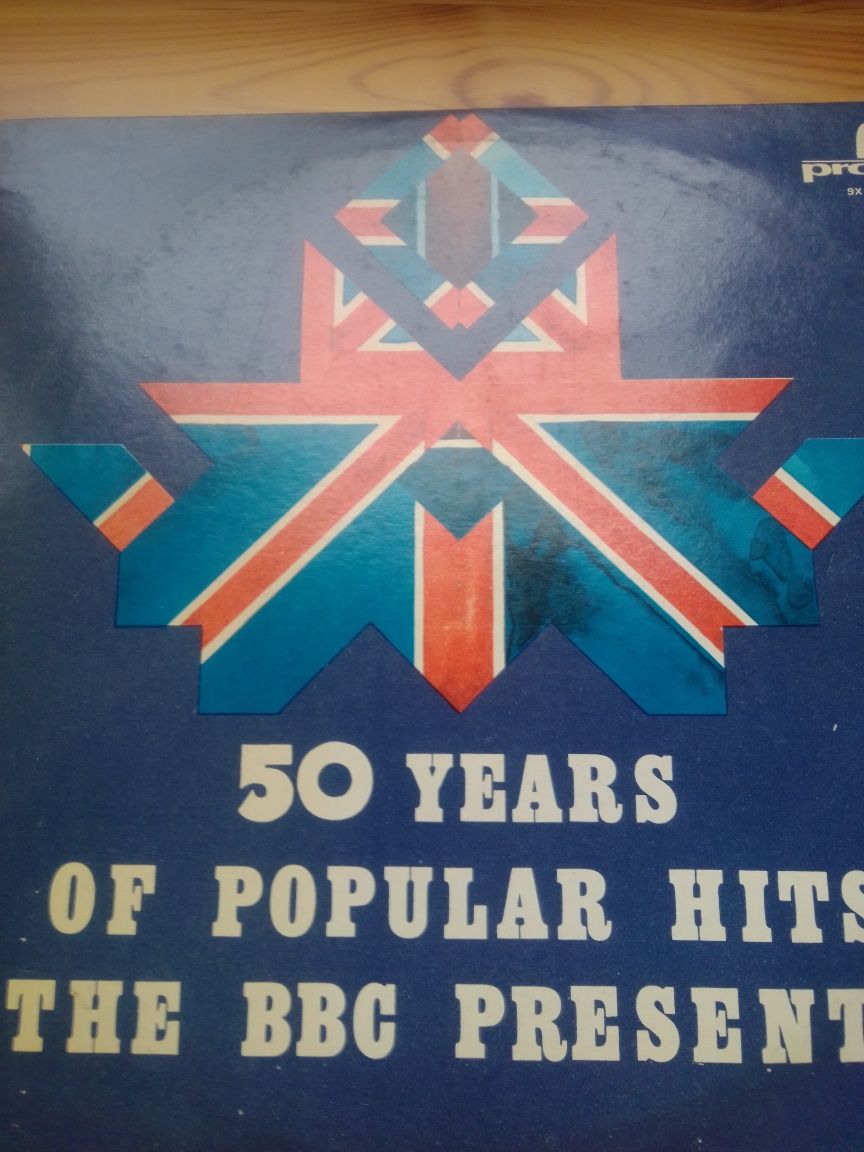 50 YEARS
OF POPULAR HITS
THE BBC PRESENT